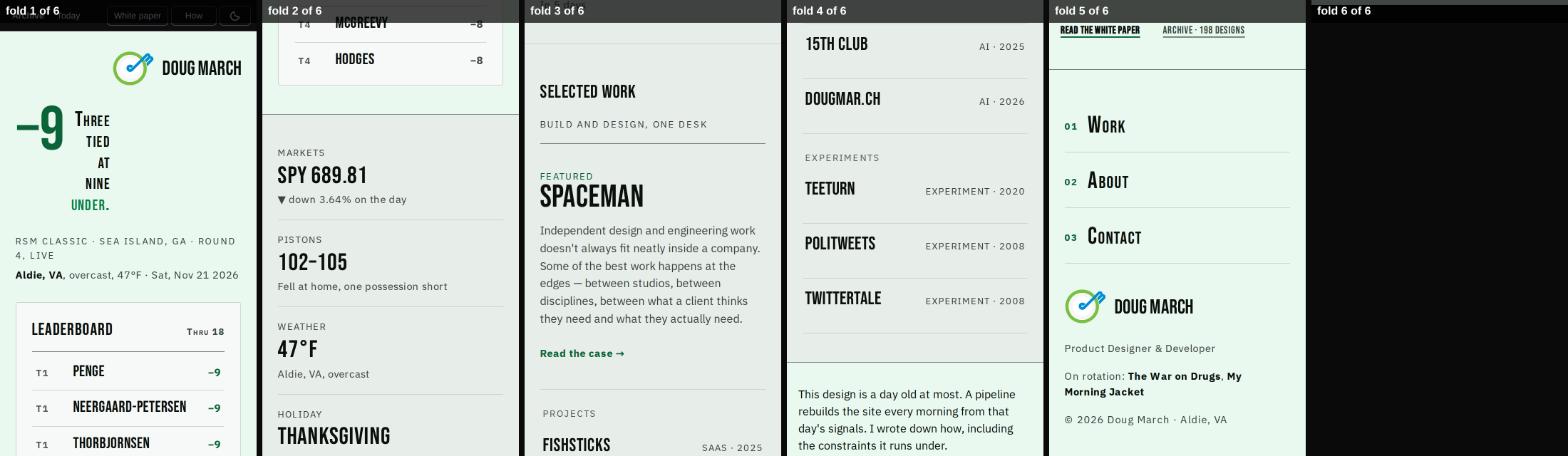 fold 1 of 6
Archive
Today
White paper
How
DOUG MARCH
–9
THREE
TIED
AT
NINE
UNDER.
RSM CLASSIC · SEA ISLAND, GA · ROUND
4, LIVE
Aldie, VA, overcast, 47°F · Sat, Nov 21 2026
LEADERBOARD
THRU 18
T1 PENGE –9
T1 NEERGAARD-PETERSEN –9
T1 THORBJORNSEN –9
fold 2 of 6
T4 MCGREEVY –8
T4 HODGES –8
MARKETS
SPY 689.81
▼ down 3.64% on the day
PISTONS
102–105
Fell at home, one possession short
WEATHER
47°F
Aldie, VA, overcast
HOLIDAY
THANKSGIVING
fold 3 of 6
SELECTED WORK
BUILD AND DESIGN, ONE DESK
FEATURED
SPACEMAN
Independent design and engineering work
doesn't always fit neatly inside a company.
Some of the best work happens at the
edges — between studios, between
disciplines, between what a client thinks
they need and what they actually need.
Read the case →
PROJECTS
FISHSTICKS SAAS · 2025
fold 4 of 6
15TH CLUB AI · 2025
DOUGMAR.CH AI · 2026
EXPERIMENTS
TEETURN EXPERIMENT · 2020
POLITWEETS EXPERIMENT · 2008
TWITTERTALE EXPERIMENT · 2008
This design is a day old at most. A pipeline
rebuilds the site every morning from that
day's signals. I wrote down how, including
the constraints it runs under.
fold 5 of 6
READ THE WHITE PAPER
ARCHIVE · 198 DESIGNS
01 WORK
02 ABOUT
03 CONTACT
DOUG MARCH
Product Designer & Developer
On rotation: The War on Drugs, My
Morning Jacket
© 2026 Doug March · Aldie, VA
fold 6 of 6